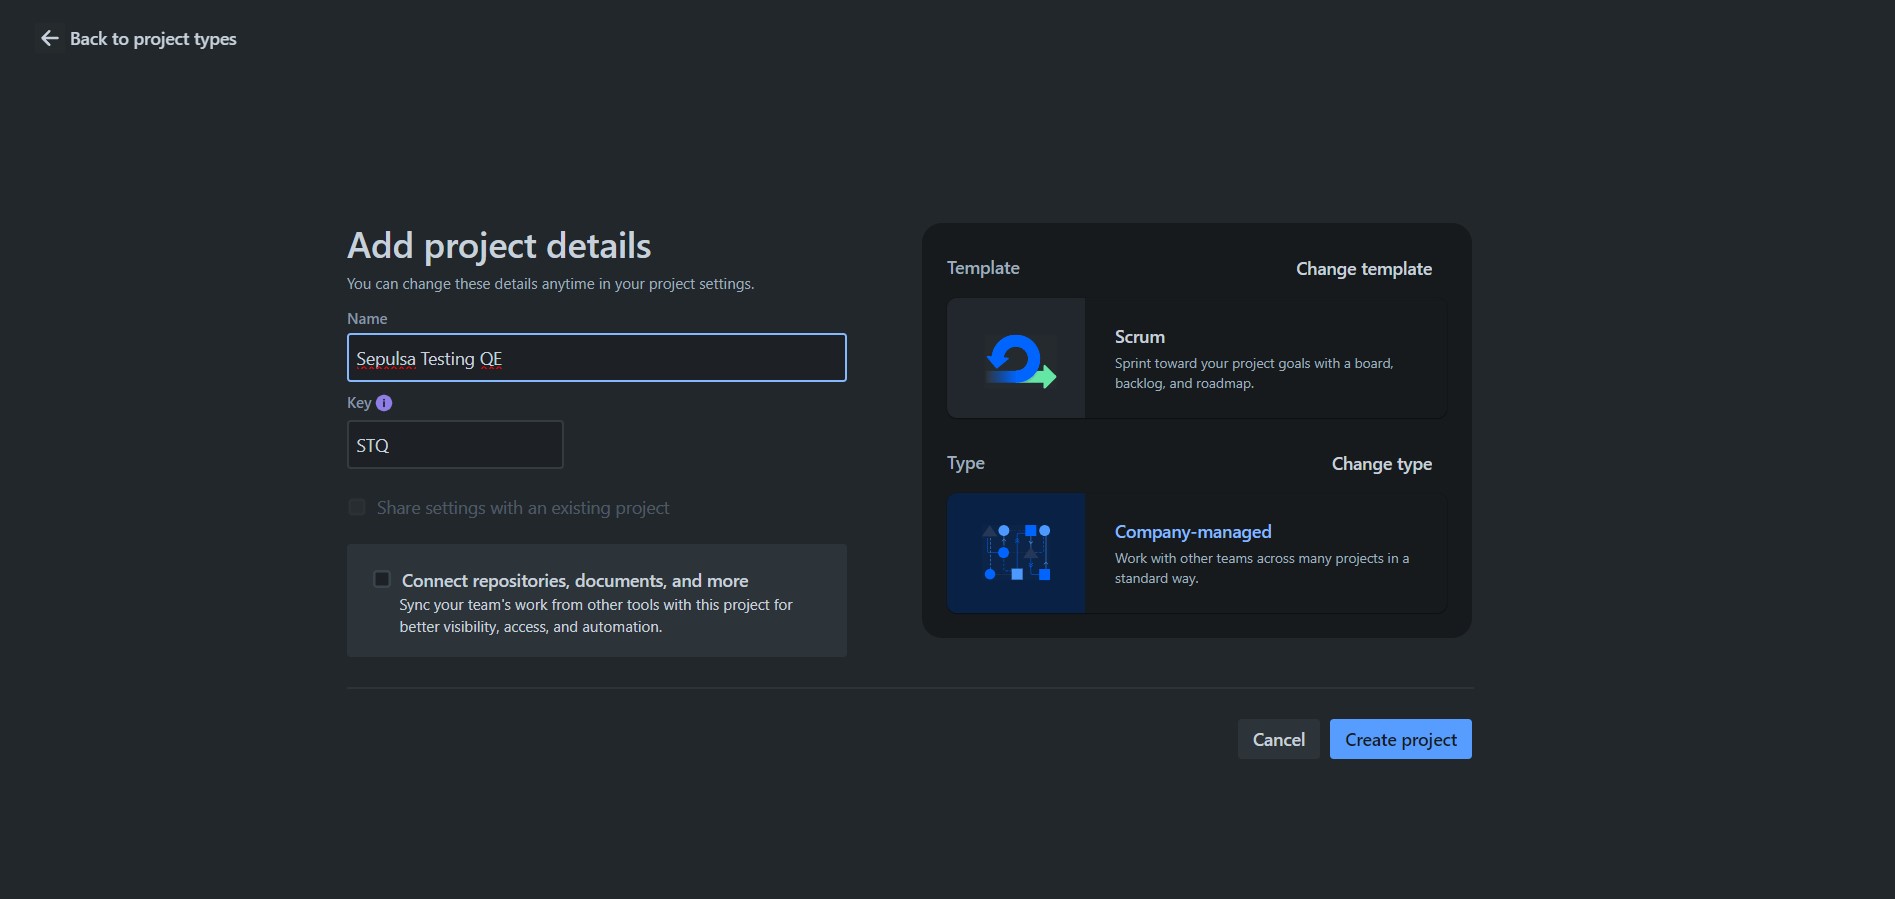 Back to project types
Add project details
You can change these details anytime in your project settings.
Name
Sepulsa Testing QE
Key
STQ
Share settings with an existing project
Connect repositories, documents, and more
Sync your team's work from other tools with this project for
better visibility, access, and automation.
Template
Change template
Scrum
Sprint toward your project goals with a board,
backlog, and roadmap.
Type
Change type
Company-managed
Work with other teams across many projects in a
standard way.
Cancel
Create project